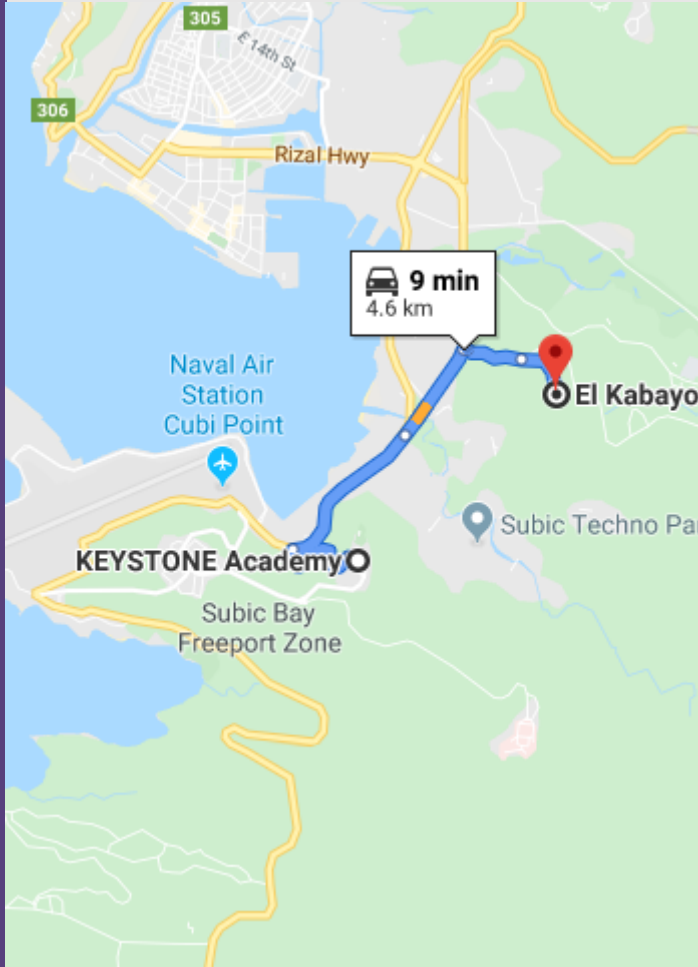 305
E 14th St
306
Rizal Hwy
9 min
4.6 km
Naval Air
Station
Cubi Point
El Kabayo
Subic Techno Par
KEYSTONE Academy
Subic Bay
Freeport Zone